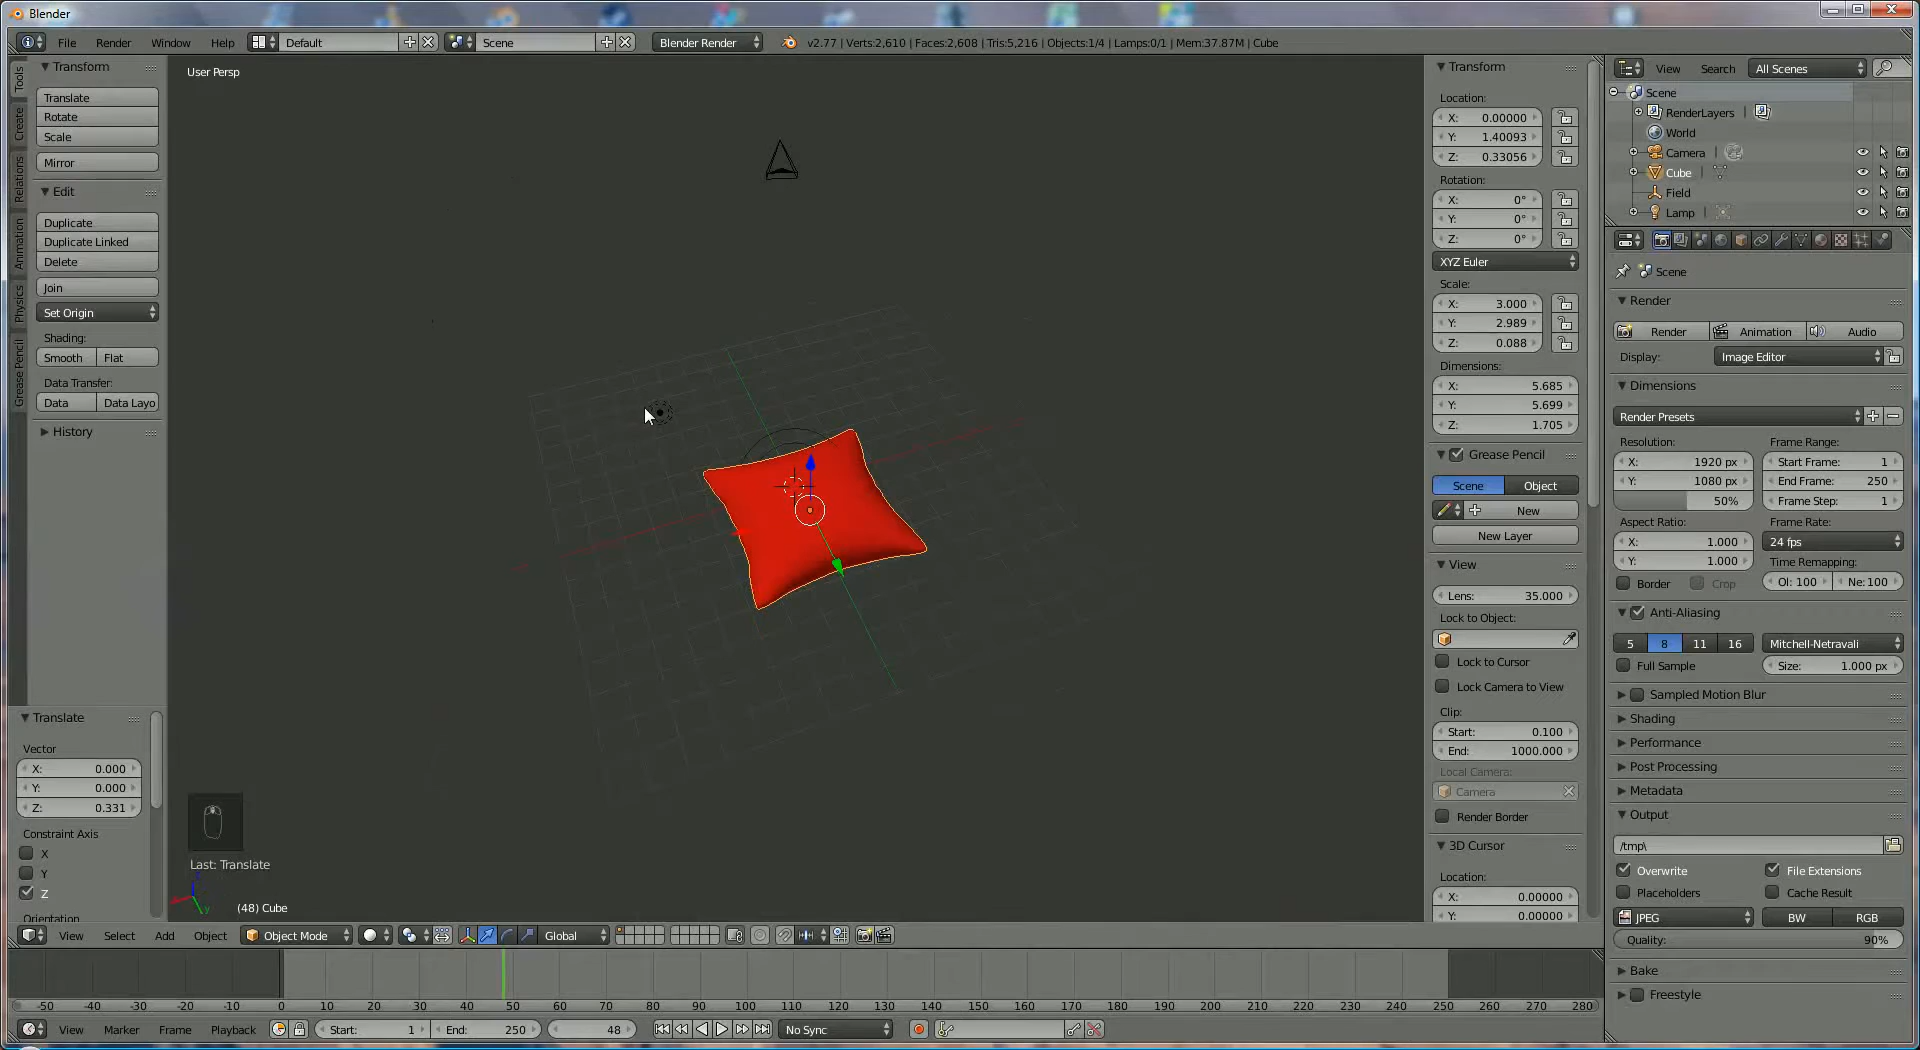 Blender
File Render Window Help Default Scene Blender Render v2.77 | Verts:2,610 | Faces:2,608 | Tris:5,216 | Objects:1/4 | Lamps:0/1 | Mem:37.87M | Cube
Tools
Create
Relations
Animation
Physics
Grease Pencil
Transform
Translate
Rotate
Scale
Mirror
Edit
Duplicate
Duplicate Linked
Delete
Join
Set Origin
Shading:
Smooth Flat
Data Transfer:
Data Data Layo
History
Translate
Vector
X: 0.000
Y: 0.000
Z: 0.331
Constraint Axis
X
Y
Z
Orientation
User Persp
Last: Translate
(48) Cube
Transform
Location:
X: 0.00000
Y: 1.40093
Z: 0.33056
Rotation:
X: 0°
Y: 0°
Z: 0°
XYZ Euler
Scale:
X: 3.000
Y: 2.989
Z: 0.088
Dimensions:
X: 5.685
Y: 5.699
Z: 1.705
Grease Pencil
Scene Object
New
New Layer
View
Lens: 35.000
Lock to Object:
Lock to Cursor
Lock Camera to View
Clip:
Start: 0.100
End: 1000.000
Local Camera:
Camera
Render Border
3D Cursor
Location:
X: 0.00000
Y: 0.00000
View Search All Scenes
Scene
RenderLayers
World
Camera
Cube
Field
Lamp
Scene
Render
Render Animation Audio
Display: Image Editor
Dimensions
Render Presets
Resolution: Frame Range:
X: 1920 px Start Frame: 1
Y: 1080 px End Frame: 250
50% Frame Step: 1
Aspect Ratio: Frame Rate:
X: 1.000 24 fps
Y: 1.000 Time Remapping:
Border Crop Ol: 100 Ne: 100
Anti-Aliasing
5 8 11 16 Mitchell-Netravali
Full Sample Size: 1.000 px
Sampled Motion Blur
Shading
Performance
Post Processing
Metadata
Output
/tmp\
Overwrite File Extensions
Placeholders Cache Result
JPEG BW RGB
Quality: 90%
Bake
Freestyle
View Select Add Object Object Mode Global
-50 -40 -30 -20 -10 0 10 20 30 40 50 60 70 80 90 100 110 120 130 140 150 160 170 180 190 200 210 220 230 240 250 260 270 280
View Marker Frame Playback Start: 1 End: 250 48 No Sync